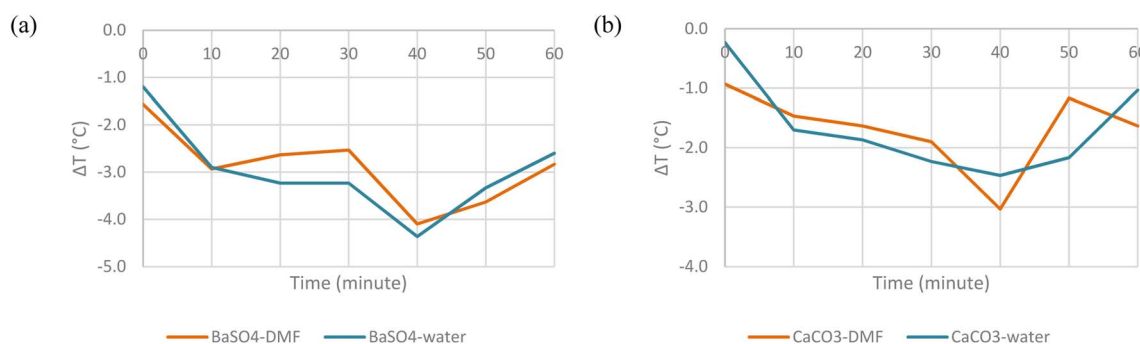 (a)
0.0
0 10 20 30 40 50 60
-1.0
-2.0
-3.0
-4.0
-5.0
ΔT (°C)
Time (minute)
BaSO4-DMF BaSO4-water
(b)
0.0
0 10 20 30 40 50 60
-1.0
-2.0
-3.0
-4.0
ΔT (°C)
Time (minute)
CaCO3-DMF CaCO3-water